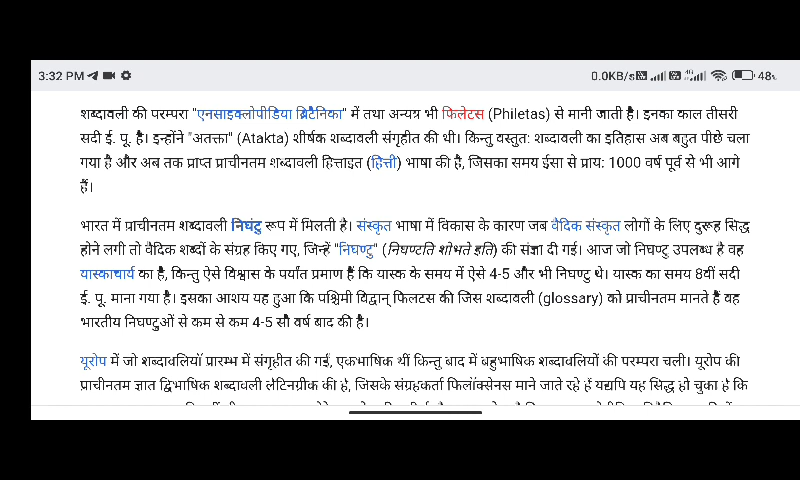 3:32 PM
0.0KB/s 48
शब्दावली की परम्परा "एनसाइक्लोपीडिया ब्रिटैनिका" में तथा अन्यत्र भी फिलेटस (Philetas) से मानी जाती है। इनका काल तीसरी
सदी ई. पू. है। इन्होंने "अतक्ता" (Atakta) शीर्षक शब्दावली संगृहीत की थी। किन्तु वस्तुत: शब्दावली का इतिहास अब बहुत पीछे चला
गया है और अब तक प्राप्त प्राचीनतम शब्दावली हित्ताइत (हित्ती) भाषा की है, जिसका समय ईसा से प्राय: 1000 वर्ष पूर्व से भी आगे
हैं।
भारत में प्राचीनतम शब्दावली निघंटु रूप में मिलती है। संस्कृत भाषा में विकास के कारण जब वैदिक संस्कृत लोगों के लिए दुरूह सिद्ध
होने लगी तो वैदिक शब्दों के संग्रह किए गए, जिन्हें "निघण्टु" (निघण्टति शोभते इति) की संज्ञा दी गई। आज जो निघण्टु उपलब्ध है वह
यास्काचार्य का है, किन्तु ऐसे विश्वास के पर्याप्त प्रमाण हैं कि यास्क के समय में ऐसे 4-5 और भी निघण्टु थे। यास्क का समय 8वीं सदी
ई. पू. माना गया है। इसका आशय यह हुआ कि पश्चिमी विद्वान् फिलटस की जिस शब्दावली (glossary) को प्राचीनतम मानते हैं वह
भारतीय निघण्टुओं से कम से कम 4-5 सौ वर्ष बाद की है।
यूरोप में जो शब्दावलियाँ प्रारम्भ में संगृहीत की गईं, एकभाषिक थीं किन्तु बाद में बहुभाषिक शब्दावलियों की परम्परा चली। यूरोप की
प्राचीनतम ज्ञात द्विभाषिक शब्दावली लेटिनग्रीक की है, जिसके संग्रहकर्ता फिलॉक्सेनस माने जाते रहे हैं यद्यपि यह सिद्ध हो चुका है कि